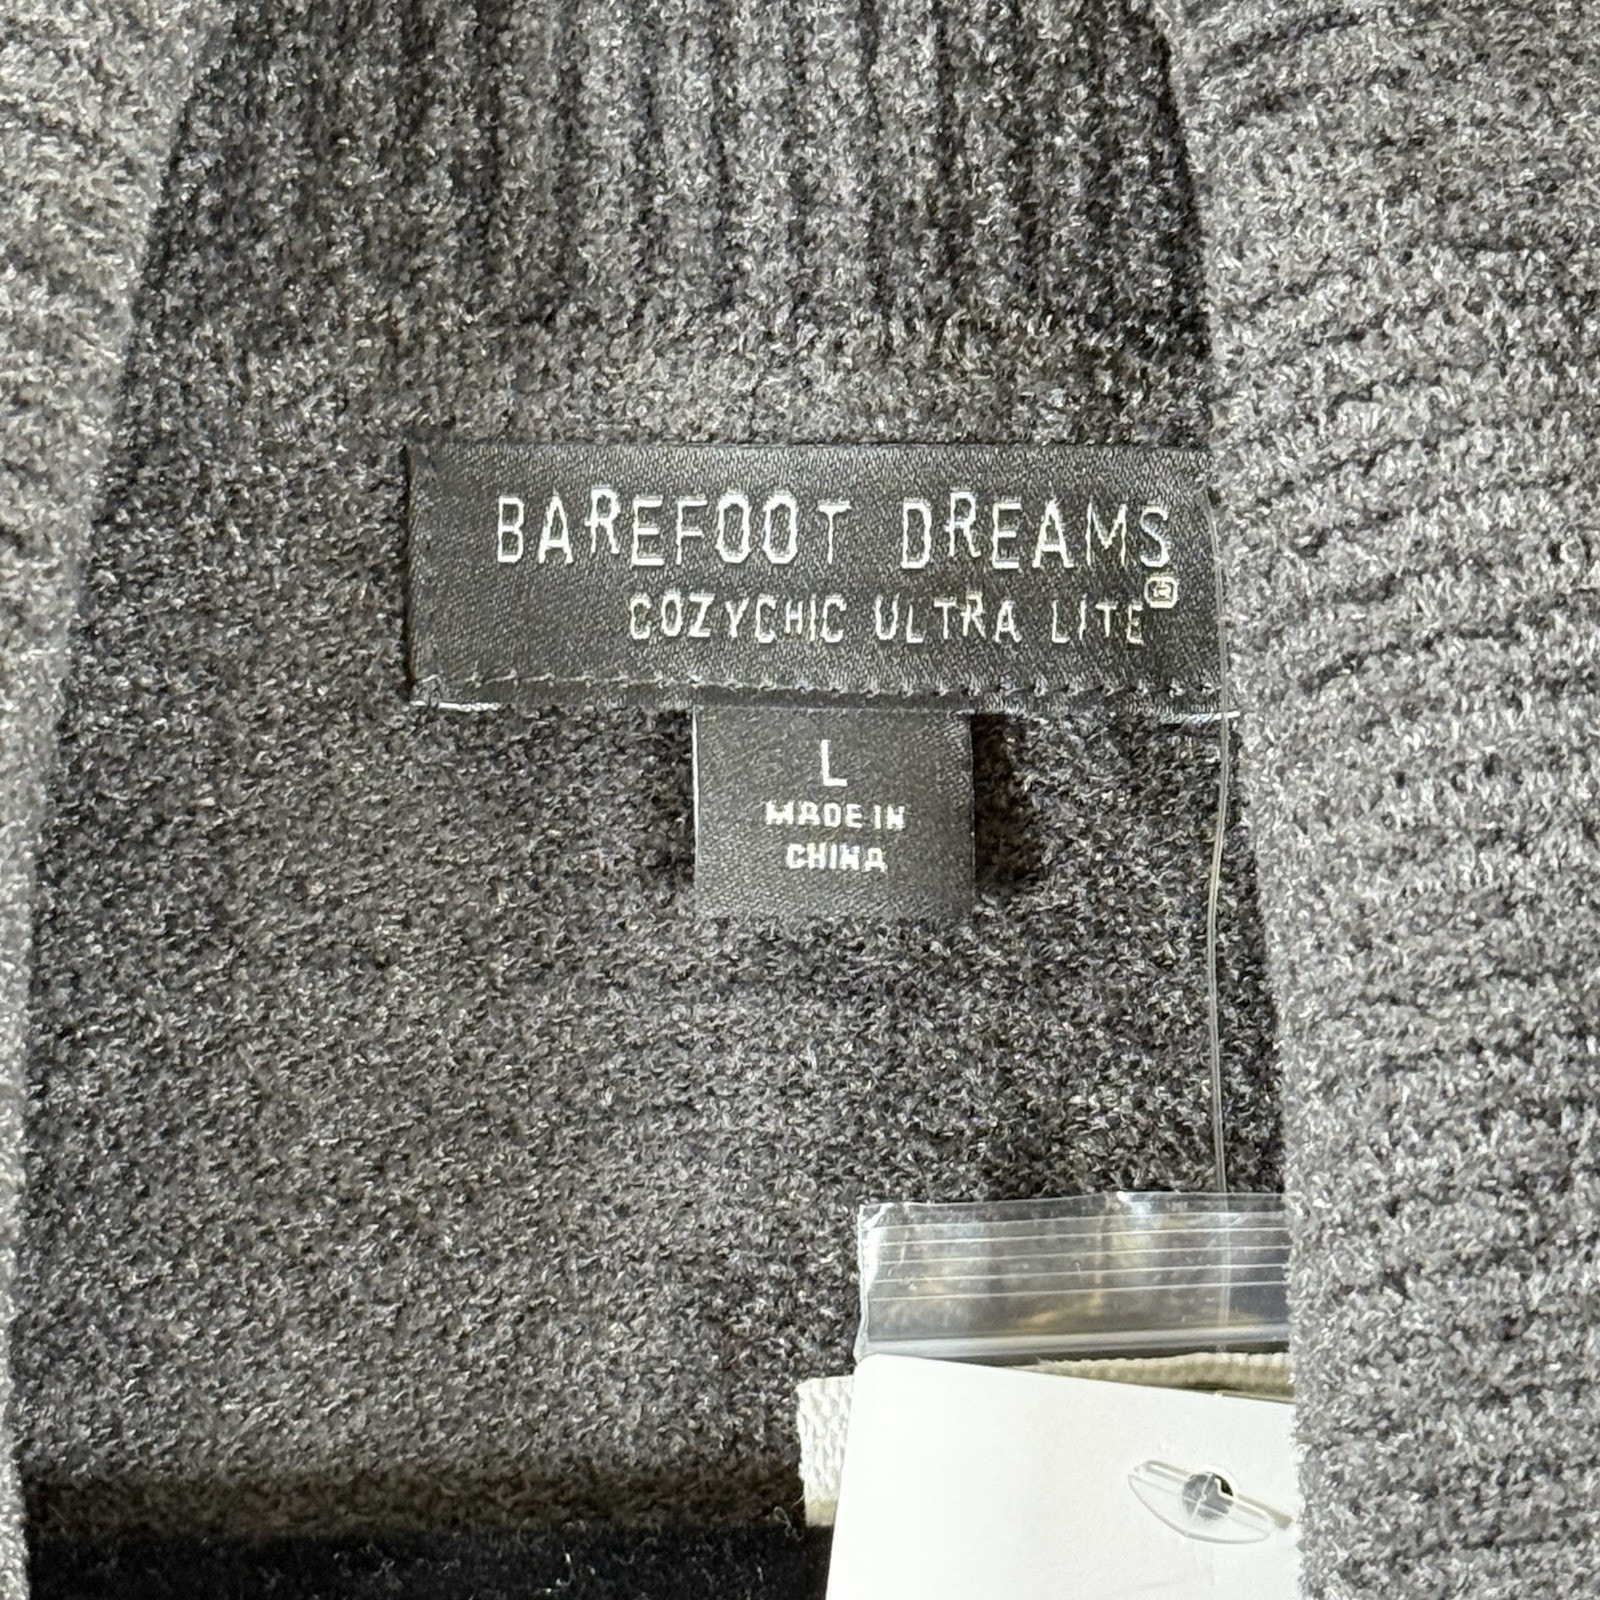 BAREFOOT DREAMS®
COZYCHIC ULTRA LITE
L
MADE IN
CHINA